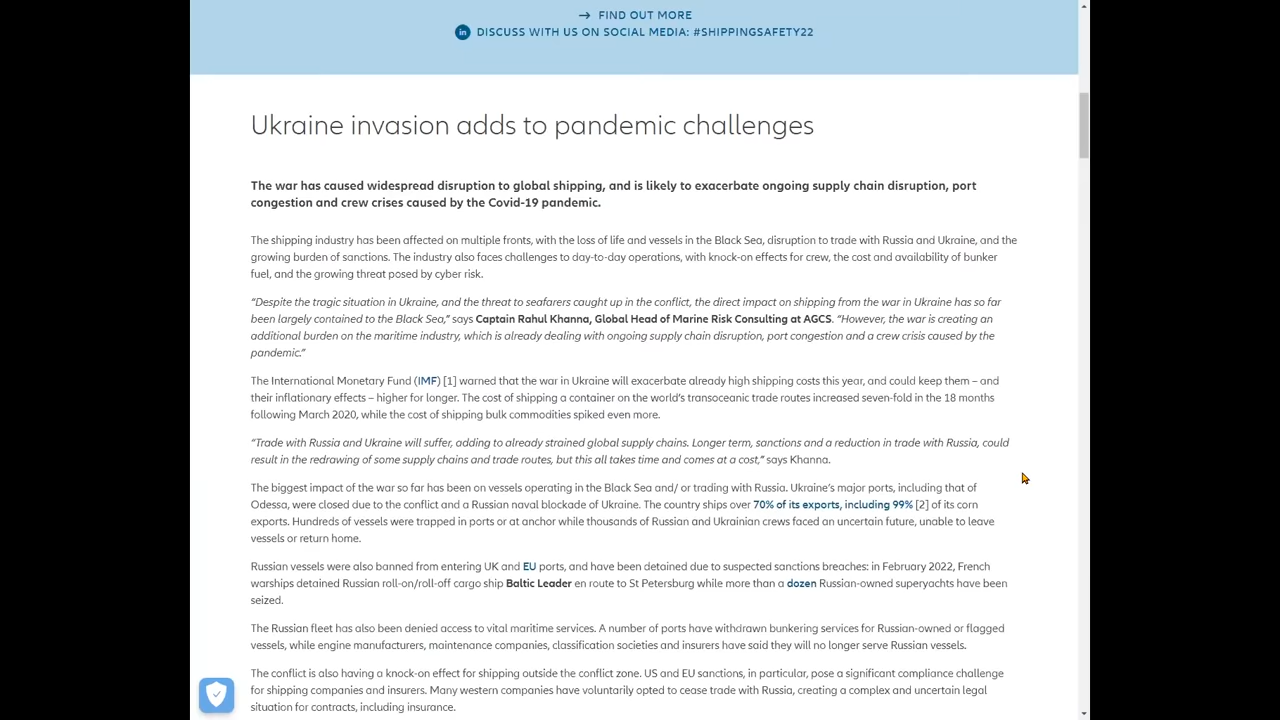 → FIND OUT MORE
in DISCUSS WITH US ON SOCIAL MEDIA: #SHIPPINGSAFETY22
Ukraine invasion adds to pandemic challenges
The war has caused widespread disruption to global shipping, and is likely to exacerbate ongoing supply chain disruption, port
congestion and crew crises caused by the Covid-19 pandemic.
The shipping industry has been affected on multiple fronts, with the loss of life and vessels in the Black Sea, disruption to trade with Russia and Ukraine, and the
growing burden of sanctions. The industry also faces challenges to day-to-day operations, with knock-on effects for crew, the cost and availability of bunker
fuel, and the growing threat posed by cyber risk.
“Despite the tragic situation in Ukraine, and the threat to seafarers caught up in the conflict, the direct impact on shipping from the war in Ukraine has so far
been largely contained to the Black Sea,” says Captain Rahul Khanna, Global Head of Marine Risk Consulting at AGCS. “However, the war is creating an
additional burden on the maritime industry, which is already dealing with ongoing supply chain disruption, port congestion and a crew crisis caused by the
pandemic.”
The International Monetary Fund (IMF) [1] warned that the war in Ukraine will exacerbate already high shipping costs this year, and could keep them – and
their inflationary effects – higher for longer. The cost of shipping a container on the world’s transoceanic trade routes increased seven-fold in the 18 months
following March 2020, while the cost of shipping bulk commodities spiked even more.
“Trade with Russia and Ukraine will suffer, adding to already strained global supply chains. Longer term, sanctions and a reduction in trade with Russia, could
result in the redrawing of some supply chains and trade routes, but this all takes time and comes at a cost,” says Khanna.
The biggest impact of the war so far has been on vessels operating in the Black Sea and/ or trading with Russia. Ukraine’s major ports, including that of
Odessa, were closed due to the conflict and a Russian naval blockade of Ukraine. The country ships over 70% of its exports, including 99% [2] of its corn
exports. Hundreds of vessels were trapped in ports or at anchor while thousands of Russian and Ukrainian crews faced an uncertain future, unable to leave
vessels or return home.
Russian vessels were also banned from entering UK and EU ports, and have been detained due to suspected sanctions breaches: in February 2022, French
warships detained Russian roll-on/roll-off cargo ship Baltic Leader en route to St Petersburg while more than a dozen Russian-owned superyachts have been
seized.
The Russian fleet has also been denied access to vital maritime services. A number of ports have withdrawn bunkering services for Russian-owned or flagged
vessels, while engine manufacturers, maintenance companies, classification societies and insurers have said they will no longer serve Russian vessels.
The conflict is also having a knock-on effect for shipping outside the conflict zone. US and EU sanctions, in particular, pose a significant compliance challenge
for shipping companies and insurers. Many western companies have voluntarily opted to cease trade with Russia, creating a complex and uncertain legal
situation for contracts, including insurance.